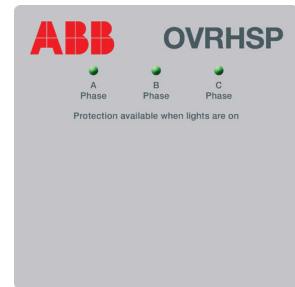 ABB OVRHSP
A B C
Phase Phase Phase
Protection available when lights are on